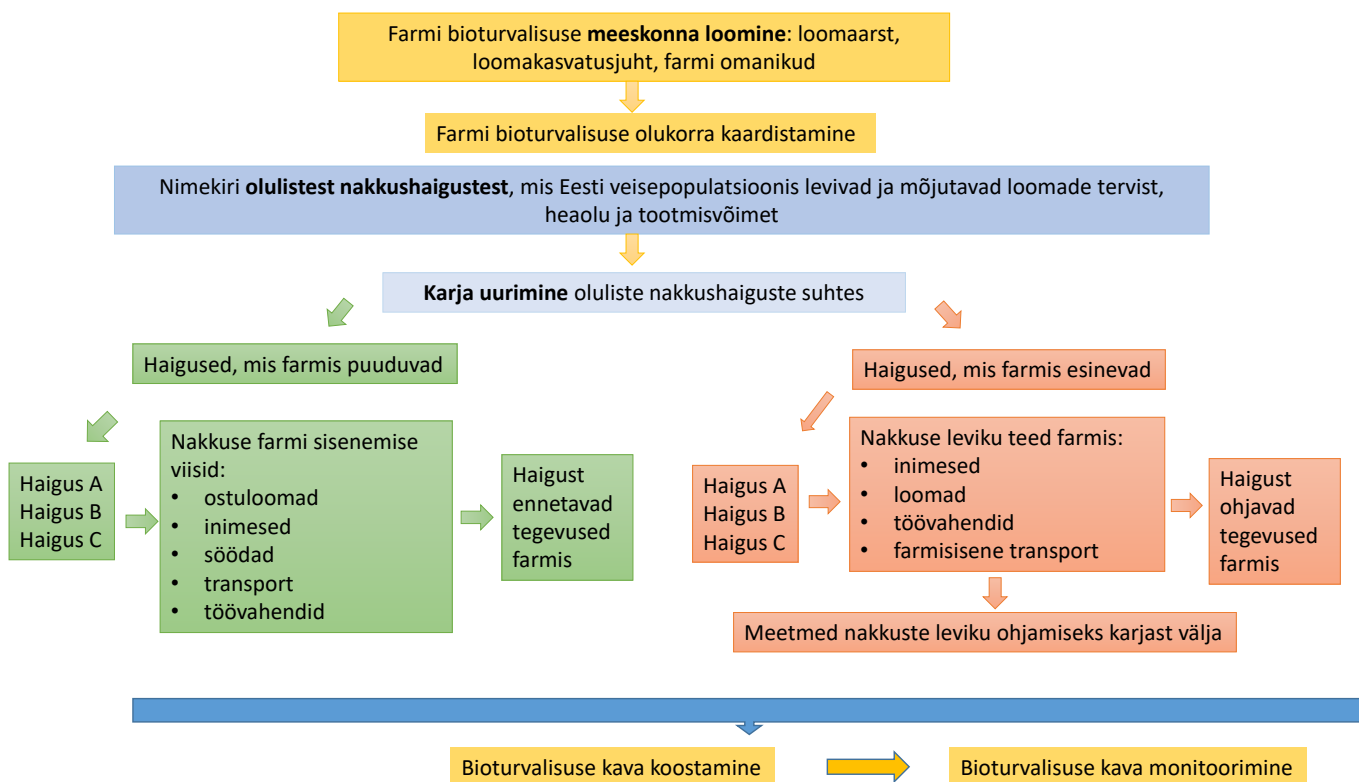 Farmi bioturvalisuse meeskonna loomine: loomaarst,
loomakasvatusjuht, farmi omanikud
Farmi bioturvalisuse olukorra kaardistamine
Nimekiri olulistest nakkushaigustest, mis Eesti veisepopulatsioonis levivad ja mõjutavad loomade tervist,
heaolu ja tootmisvõimet
Karja uurimine oluliste nakkushaiguste suhtes
Haigused, mis farmis puuduvad
Haigus A
Haigus B
Haigus C
Nakkuse farmi sisenemise
viisid:
• ostuloomad
• inimesed
• söödad
• transport
• töövahendid
Haigust
ennetavad
tegevused
farmis
Haigused, mis farmis esinevad
Haigus A
Haigus B
Haigus C
Nakkuse leviku teed farmis:
• inimesed
• loomad
• töövahendid
• farmisisene transport
Haigust
ohjavad
tegevused
farmis
Meetmed nakkuste leviku ohjamiseks karjast välja
Bioturvalisuse kava koostamine
Bioturvalisuse kava monitoorimine